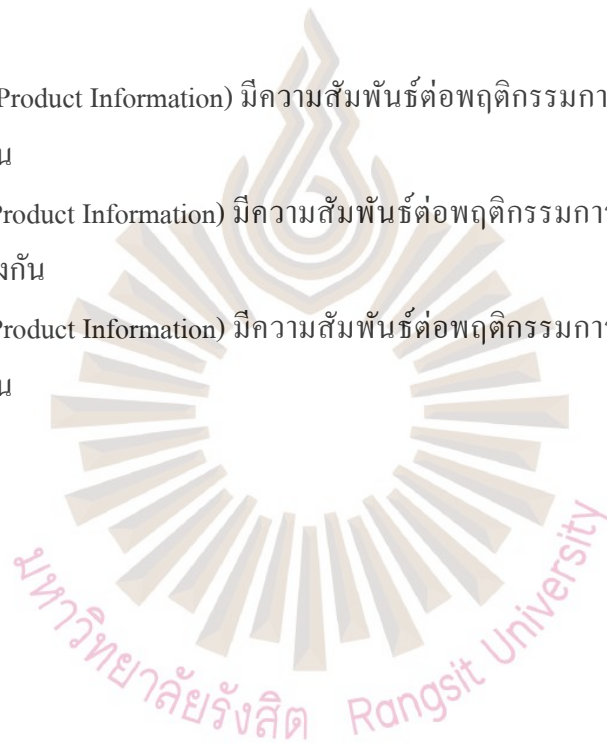 Product Information) มีความสัมพันธ์ต่อพฤติกรรมกา
น
Product Information) มีความสัมพันธ์ต่อพฤติกรรมการ
งกัน
Product Information) มีความสัมพันธ์ต่อพฤติกรรมการ
น
มหาวิทยาลัยรังสิต Rangsit University